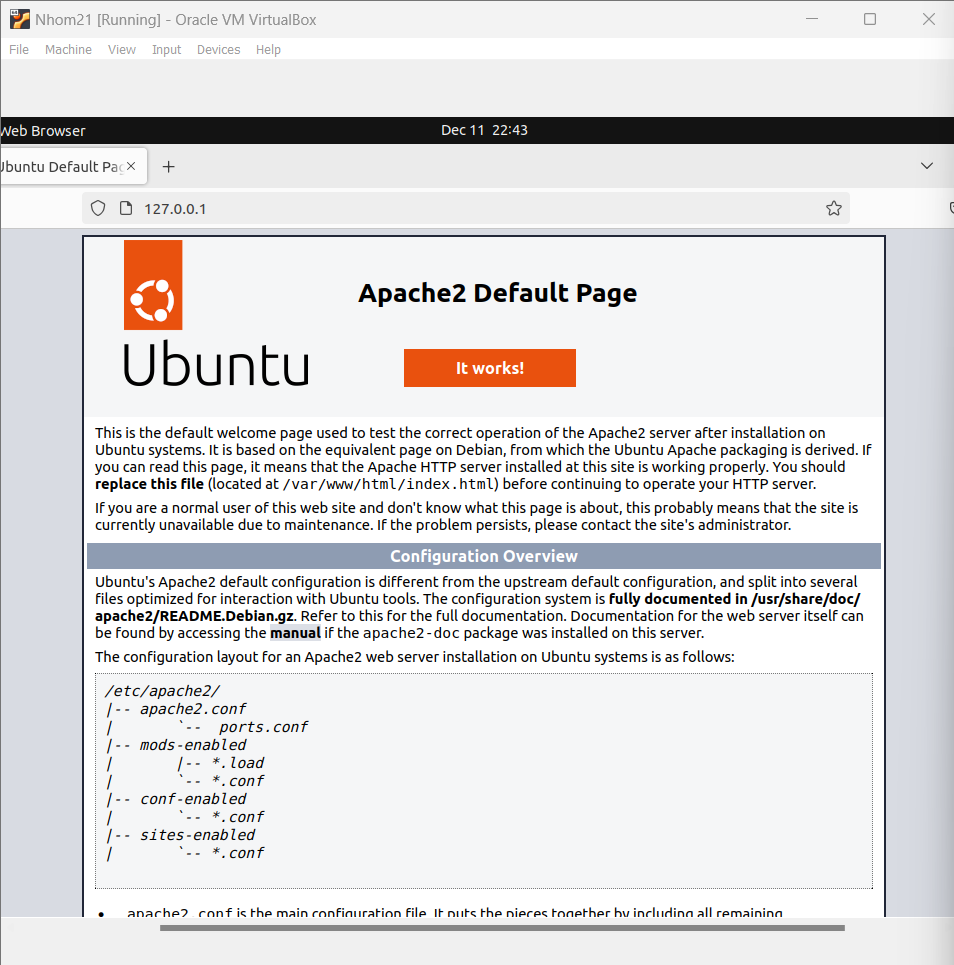 Nhom21 [Running] - Oracle VM VirtualBox
File Machine View Input Devices Help
Web Browser
Dec 11 22:43
Ubuntu Default Pag
127.0.0.1
Apache2 Default Page
Ubuntu
It works!
This is the default welcome page used to test the correct operation of the Apache2 server after installation on
Ubuntu systems. It is based on the equivalent page on Debian, from which the Ubuntu Apache packaging is derived. If
you can read this page, it means that the Apache HTTP server installed at this site is working properly. You should
replace this file (located at /var/www/html/index.html) before continuing to operate your HTTP server.
If you are a normal user of this web site and don't know what this page is about, this probably means that the site is
currently unavailable due to maintenance. If the problem persists, please contact the site's administrator.
Configuration Overview
Ubuntu's Apache2 default configuration is different from the upstream default configuration, and split into several
files optimized for interaction with Ubuntu tools. The configuration system is fully documented in /usr/share/doc/
apache2/README.Debian.gz. Refer to this for the full documentation. Documentation for the web server itself can
be found by accessing the manual if the apache2-doc package was installed on this server.
The configuration layout for an Apache2 web server installation on Ubuntu systems is as follows:
/etc/apache2/
|-- apache2.conf
|       `--  ports.conf
|-- mods-enabled
|       |-- *.load
|       `-- *.conf
|-- conf-enabled
|       `-- *.conf
|-- sites-enabled
|       `-- *.conf
• apache2.conf is the main configuration file. It puts the pieces together by including all remaining